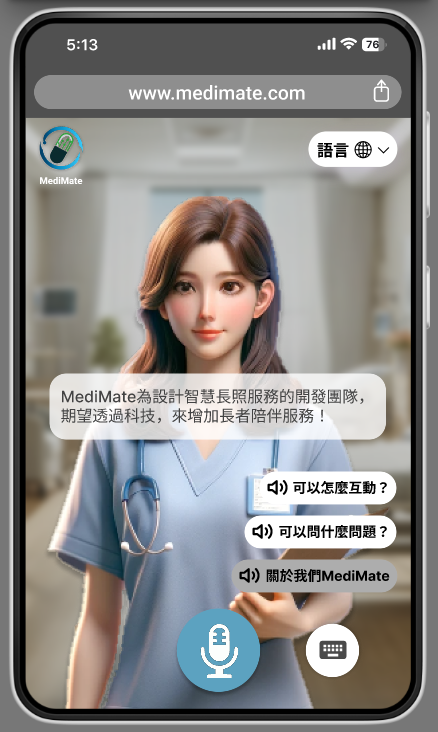 5:13
76
www.medimate.com
語言
MediMate
MediMate為設計智慧長照服務的開發團隊，
期望透過科技，來增加長者陪伴服務！
可以怎麼互動？
可以問什麼問題？
關於我們MediMate